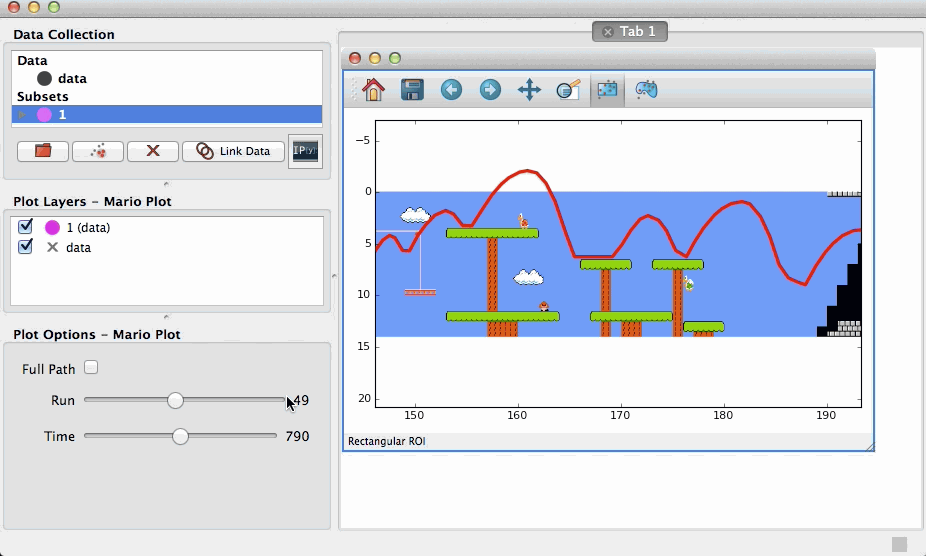 Data Collection
Data
data
Subsets
1
Link Data
Plot Layers – Mario Plot
1 (data)
data
Plot Options – Mario Plot
Full Path
Run
49
Time
790
Tab 1
−5
0
5
10
15
20
150
160
170
180
190
Rectangular ROI